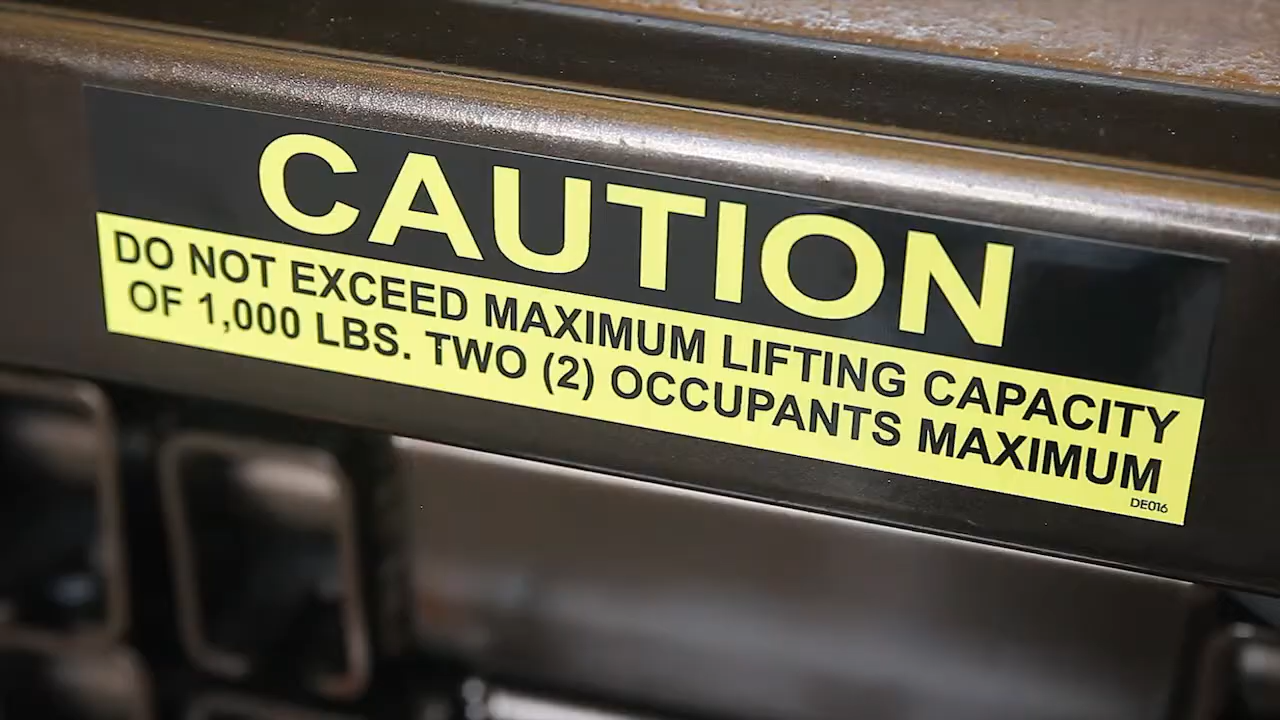 CAUTION
DO NOT EXCEED MAXIMUM LIFTING CAPACITY
OF 1,000 LBS. TWO (2) OCCUPANTS MAXIMUM
DE016